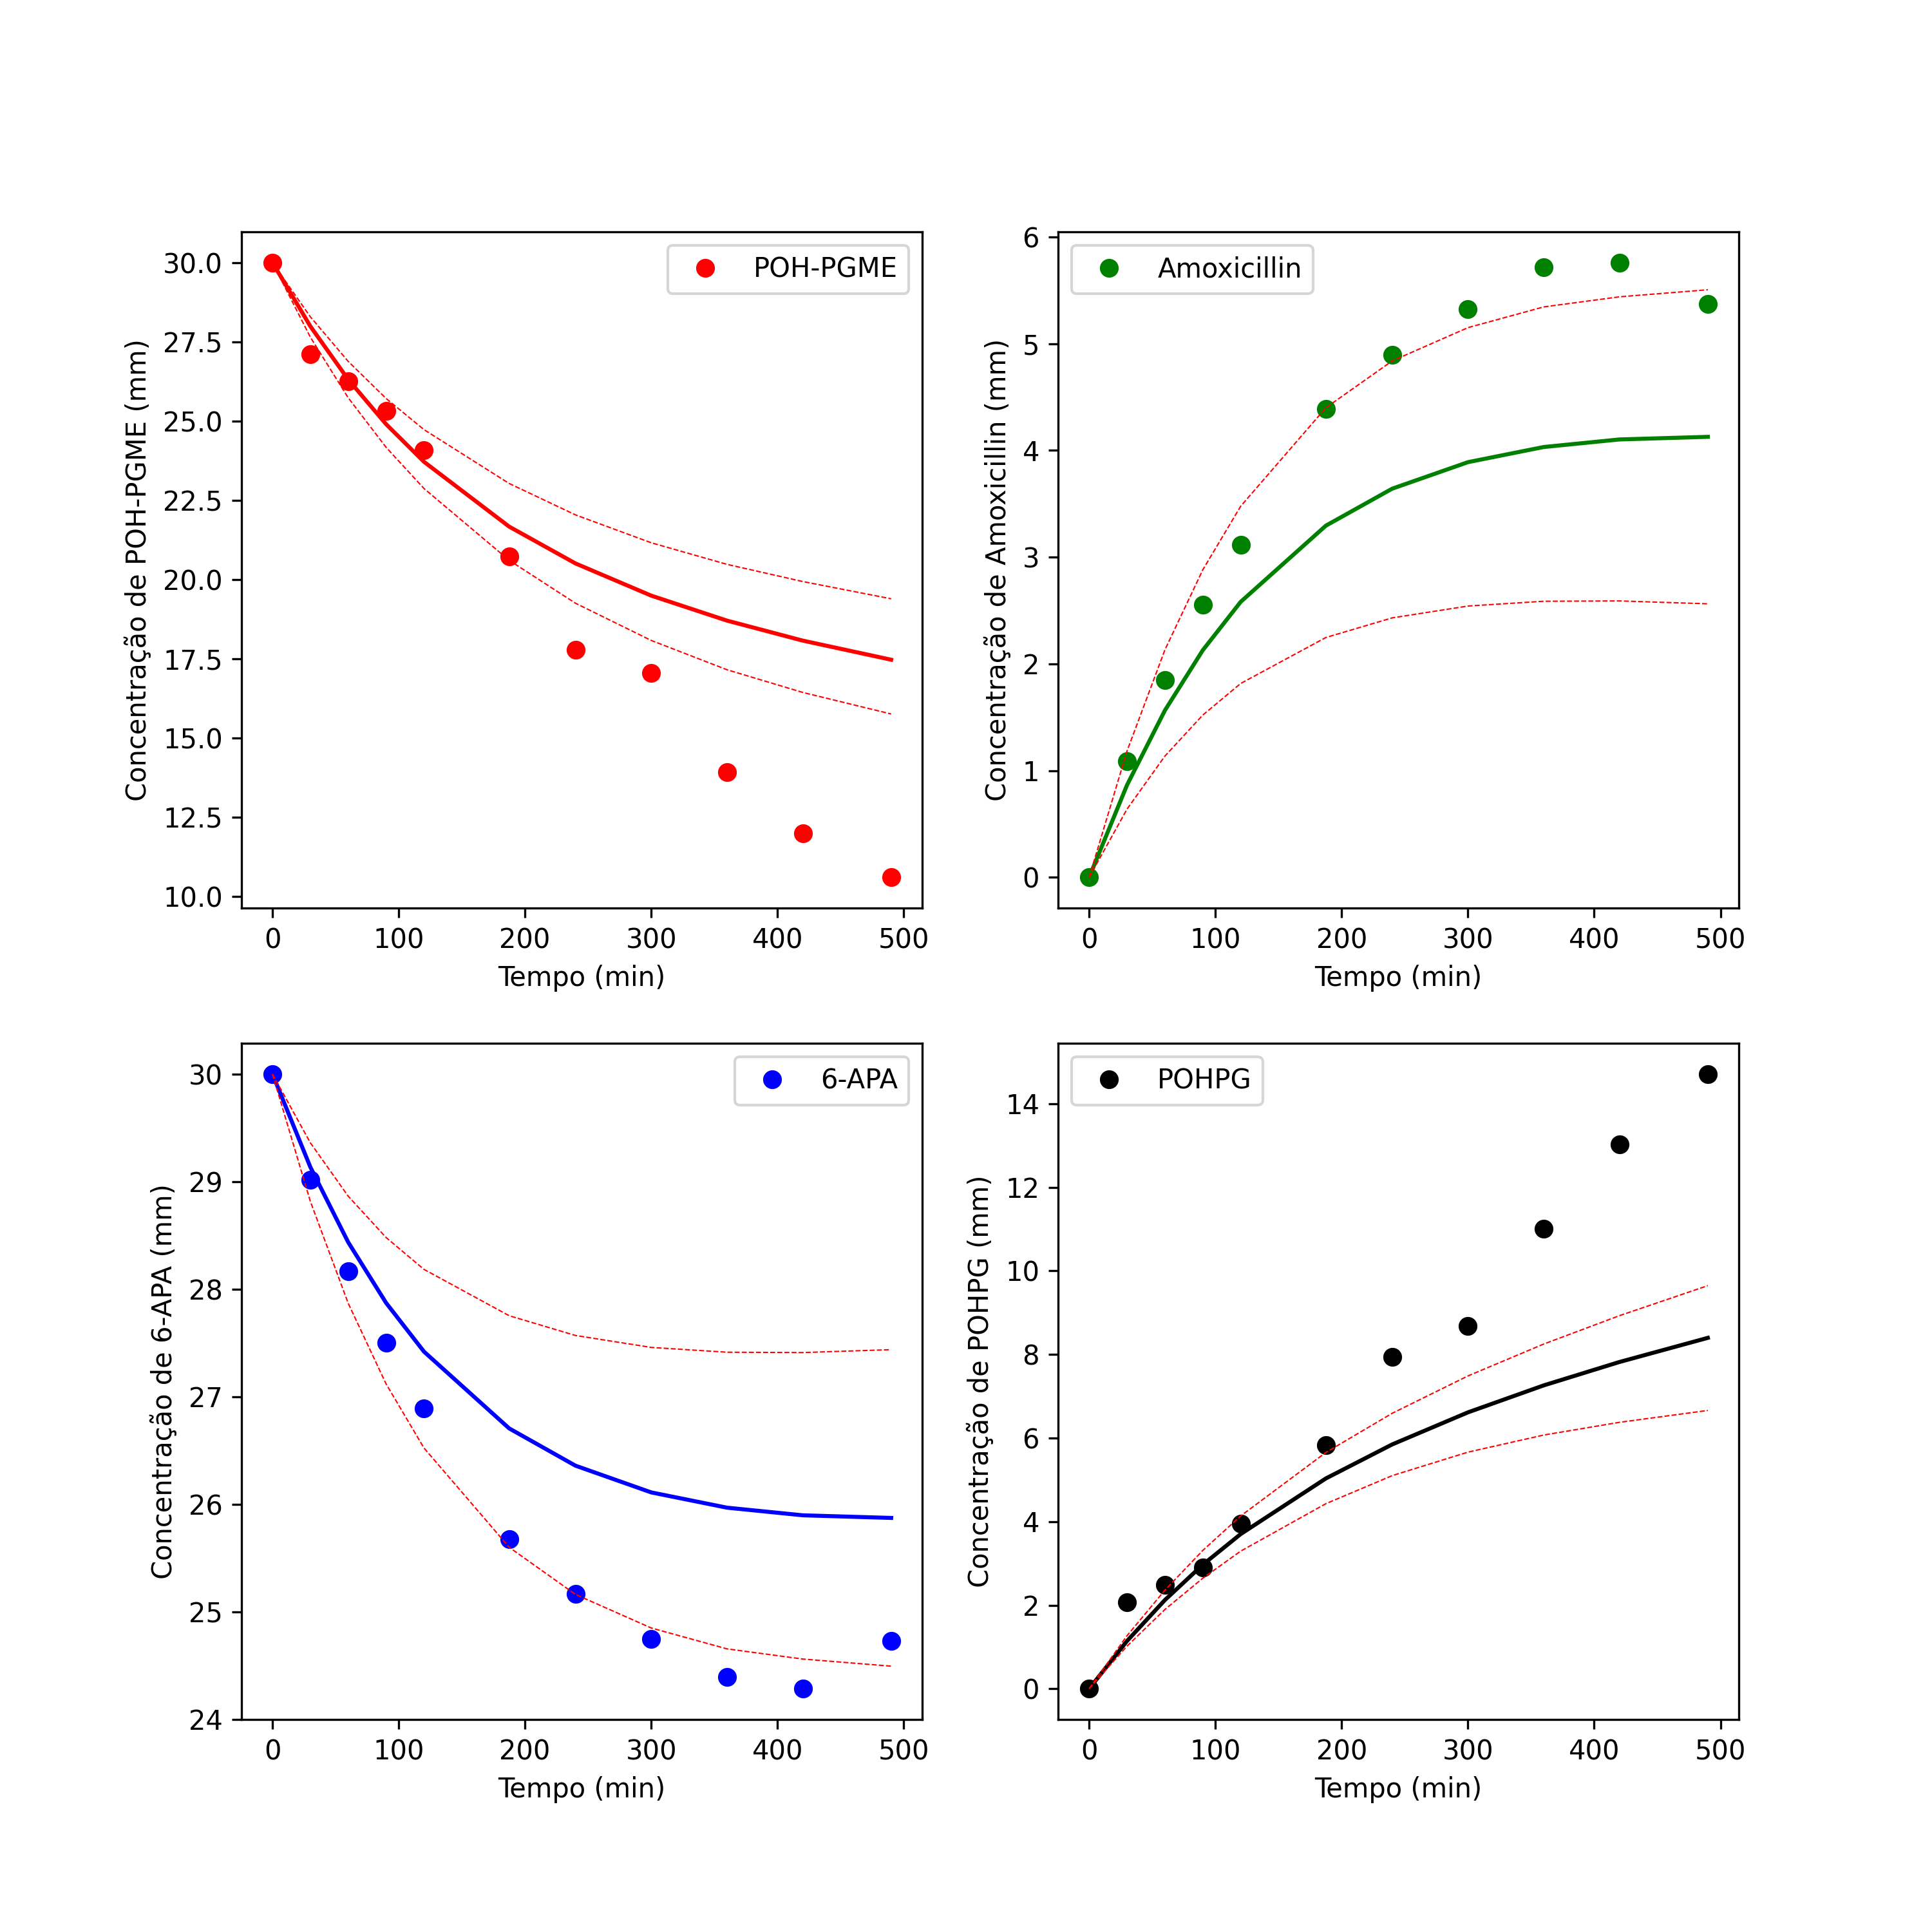 POH-PGME
30.0
27.5
25.0
22.5
20.0
17.5
15.0
12.5
10.0
Concentração de POH-PGME (mm)
0 100 200 300 400 500
Tempo (min)
Amoxicillin
6
5
4
3
2
1
0
Concentração de Amoxicillin (mm)
0 100 200 300 400 500
Tempo (min)
6-APA
30
29
28
27
26
25
24
Concentração de 6-APA (mm)
0 100 200 300 400 500
Tempo (min)
POHPG
14
12
10
8
6
4
2
0
Concentração de POHPG (mm)
0 100 200 300 400 500
Tempo (min)